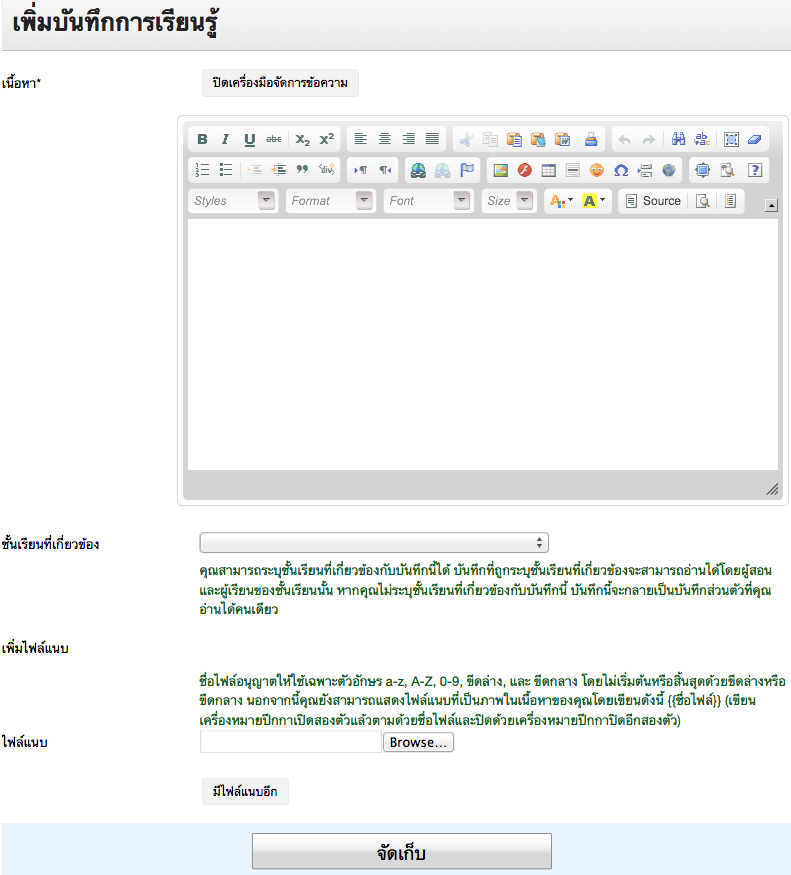 เพิ่มบันทึกการเรียนรู้
เนื้อหา*
ปิดเครื่องมือจัดการข้อความ
B I U abc X₂ X²
Styles Format Font Size A A Source
ชั้นเรียนที่เกี่ยวข้อง
คุณสามารถระบุชั้นเรียนที่เกี่ยวข้องกับบันทึกนี้ได้ บันทึกที่ถูกระบุชั้นเรียนที่เกี่ยวข้องจะสามารถอ่านได้โดยผู้สอน
และผู้เรียนของชั้นเรียนนั้น หากคุณไม่ระบุชั้นเรียนที่เกี่ยวข้องกับบันทึกนี้ บันทึกนี้จะกลายเป็นบันทึกส่วนตัวที่คุณ
อ่านได้คนเดียว
เพิ่มไฟล์แนบ
ชื่อไฟล์อนุญาตให้ใช้เฉพาะตัวอักษร a-z, A-Z, 0-9, ขีดล่าง, และ ขีดกลาง โดยไม่เริ่มต้นหรือสิ้นสุดด้วยขีดล่างหรือ
ขีดกลาง นอกจากนี้คุณยังสามารถแสดงไฟล์แนบที่เป็นภาพในเนื้อหาของคุณโดยเขียนดังนี้ {{ชื่อไฟล์}} (เขียน
เครื่องหมายปีกกาเปิดสองตัวแล้วตามด้วยชื่อไฟล์และปิดด้วยเครื่องหมายปีกกาปิดอีกสองตัว)
ไฟล์แนบ
Browse...
มีไฟล์แนบอีก
จัดเก็บ